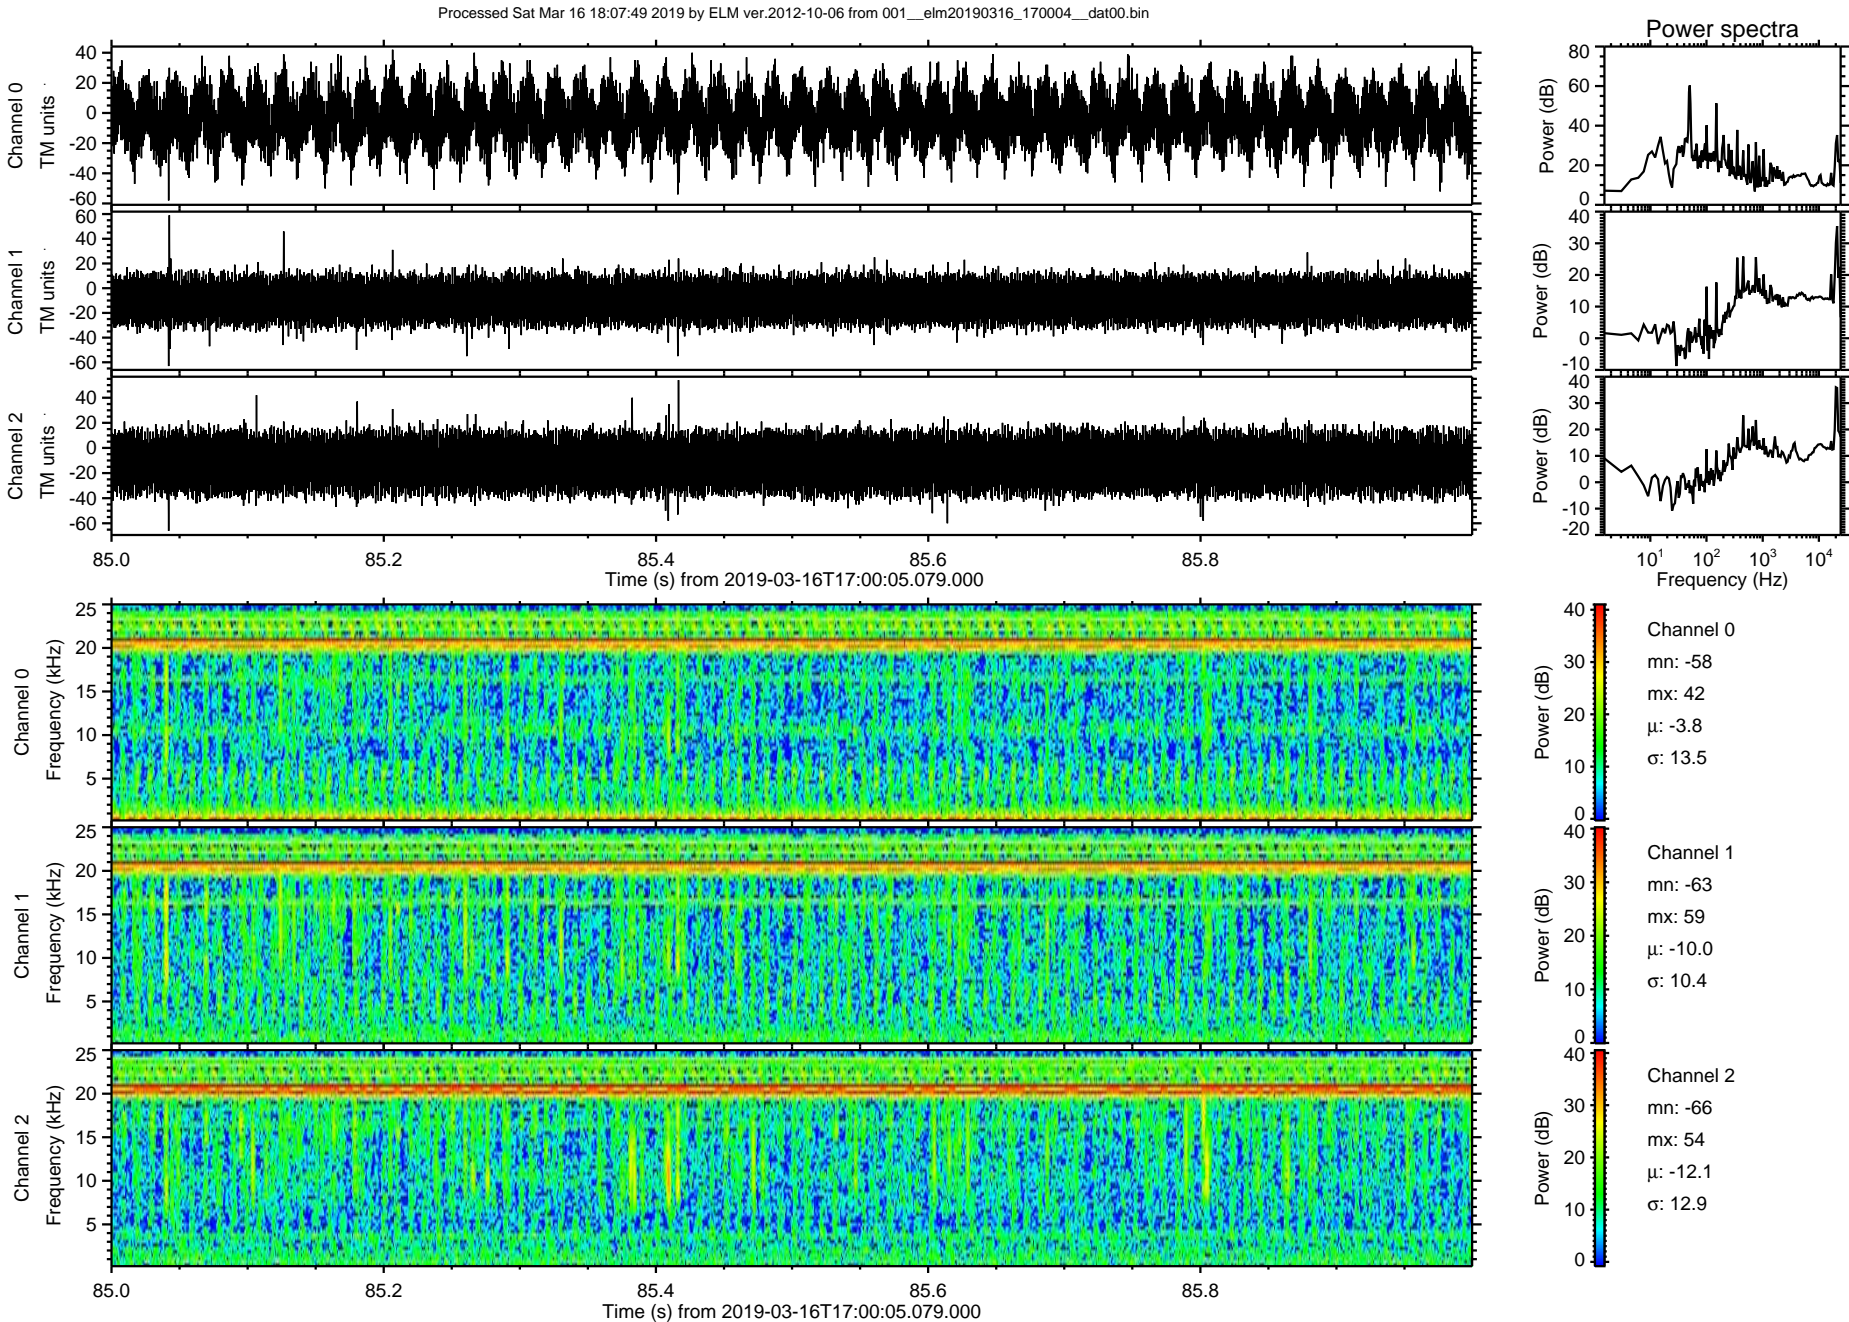 Processed Sat Mar 16 18:07:49 2019 by ELM ver.2012-10-06 from 001__elm20190316_170004__dat00.bin
Power spectra
Channel 0
TM units
40
20
0
-20
-40
-60
Power (dB)
80
60
40
20
0
Channel 1
TM units
60
40
20
0
-20
-40
-60
Power (dB)
40
30
20
10
0
-10
Channel 2
TM units
40
20
0
-20
-40
-60
Power (dB)
40
30
20
10
0
-10
-20
85.0 85.2 85.4 85.6 85.8
Time (s) from 2019-03-16T17:00:05.079.000
10^1 10^2 10^3 10^4
Frequency (Hz)
Channel 0
Frequency (kHz)
25
20
15
10
5
Power (dB)
40
30
20
10
0
Channel 0
mn: -58
mx: 42
μ: -3.8
σ: 13.5
Channel 1
Frequency (kHz)
25
20
15
10
5
Power (dB)
40
30
20
10
0
Channel 1
mn: -63
mx: 59
μ: -10.0
σ: 10.4
Channel 2
Frequency (kHz)
25
20
15
10
5
Power (dB)
40
30
20
10
0
Channel 2
mn: -66
mx: 54
μ: -12.1
σ: 12.9
85.0 85.2 85.4 85.6 85.8
Time (s) from 2019-03-16T17:00:05.079.000